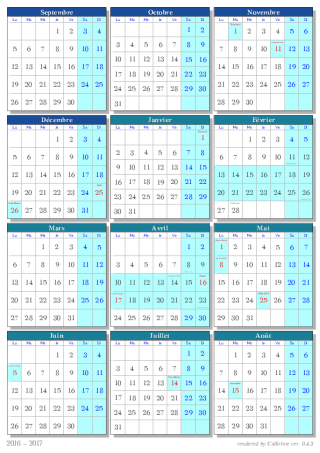 Septembre
Lu Ma Me Je Ve Sa Di
1 2 3 4
5 6 7 8 9 10 11
12 13 14 15 16 17 18
19 20 21 22 23 24 25
26 27 28 29 30
Octobre
Lu Ma Me Je Ve Sa Di
1 2
3 4 5 6 7 8 9
10 11 12 13 14 15 16
17 18 19 20 21 22 23
24 25 26 27 28 29 30
31
Novembre
Lu Ma Me Je Ve Sa Di
1 2 3 4 5 6
7 8 9 10 11 12 13
14 15 16 17 18 19 20
21 22 23 24 25 26 27
28 29 30
Décembre
Lu Ma Me Je Ve Sa Di
1 2 3 4
5 6 7 8 9 10 11
12 13 14 15 16 17 18
19 20 21 22 23 24 25
26 27 28 29 30 31
Janvier
Lu Ma Me Je Ve Sa Di
1
2 3 4 5 6 7 8
9 10 11 12 13 14 15
16 17 18 19 20 21 22
23 24 25 26 27 28 29
30 31
Février
Lu Ma Me Je Ve Sa Di
1 2 3 4 5
6 7 8 9 10 11 12
13 14 15 16 17 18 19
20 21 22 23 24 25 26
27 28
Mars
Lu Ma Me Je Ve Sa Di
1 2 3 4 5
6 7 8 9 10 11 12
13 14 15 16 17 18 19
20 21 22 23 24 25 26
27 28 29 30 31
Avril
Lu Ma Me Je Ve Sa Di
1 2
3 4 5 6 7 8 9
10 11 12 13 14 15 16
17 18 19 20 21 22 23
24 25 26 27 28 29 30
Mai
Lu Ma Me Je Ve Sa Di
1 2 3 4 5 6 7
8 9 10 11 12 13 14
15 16 17 18 19 20 21
22 23 24 25 26 27 28
29 30 31
Juin
Lu Ma Me Je Ve Sa Di
1 2 3 4
5 6 7 8 9 10 11
12 13 14 15 16 17 18
19 20 21 22 23 24 25
26 27 28 29 30
Juillet
Lu Ma Me Je Ve Sa Di
1 2
3 4 5 6 7 8 9
10 11 12 13 14 15 16
17 18 19 20 21 22 23
24 25 26 27 28 29 30
31
Août
Lu Ma Me Je Ve Sa Di
1 2 3 4 5 6
7 8 9 10 11 12 13
14 15 16 17 18 19 20
21 22 23 24 25 26 27
28 29 30 31
2016 – 2017
rendered by ver. 0.4.3